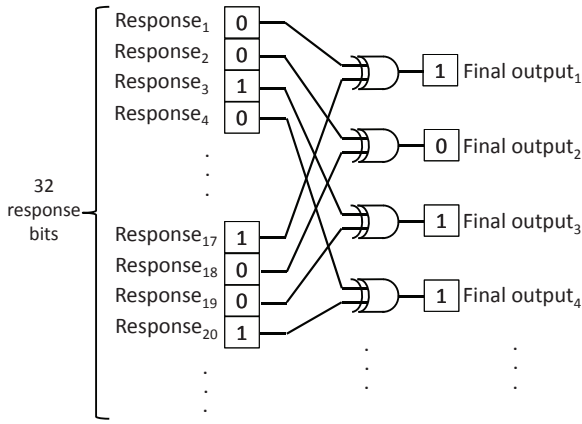 Response₁ 0
Response₂ 0
Response₃ 1
Response₄ 0
1 Final output₁
0 Final output₂
32
response
bits
1 Final output₃
Response₁₇ 1
Response₁₈ 0
Response₁₉ 0
Response₂₀ 1
1 Final output₄